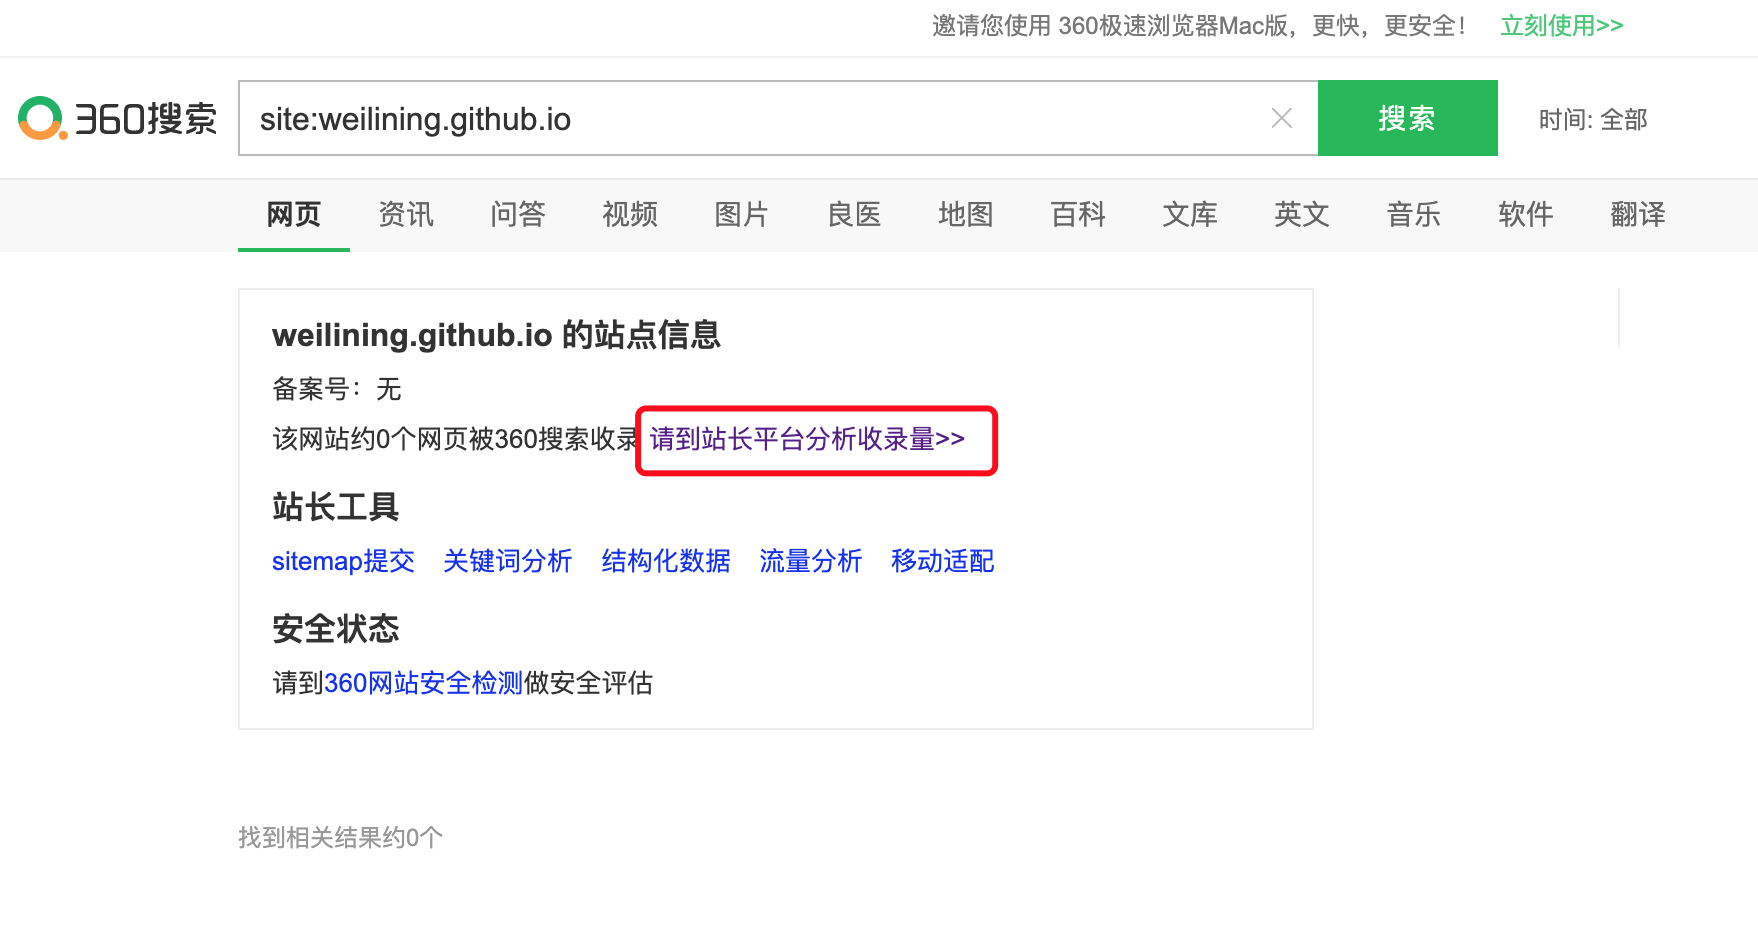 邀请您使用 360极速浏览器Mac版，更快，更安全！ 立刻使用>>
360搜索 site:weilining.github.io 搜索 时间: 全部
网页 资讯 问答 视频 图片 良医 地图 百科 文库 英文 音乐 软件 翻译
weilining.github.io 的站点信息
备案号：无
该网站约0个网页被360搜索收录 请到站长平台分析收录量>>
站长工具
sitemap提交 关键词分析 结构化数据 流量分析 移动适配
安全状态
请到360网站安全检测做安全评估
找到相关结果约0个